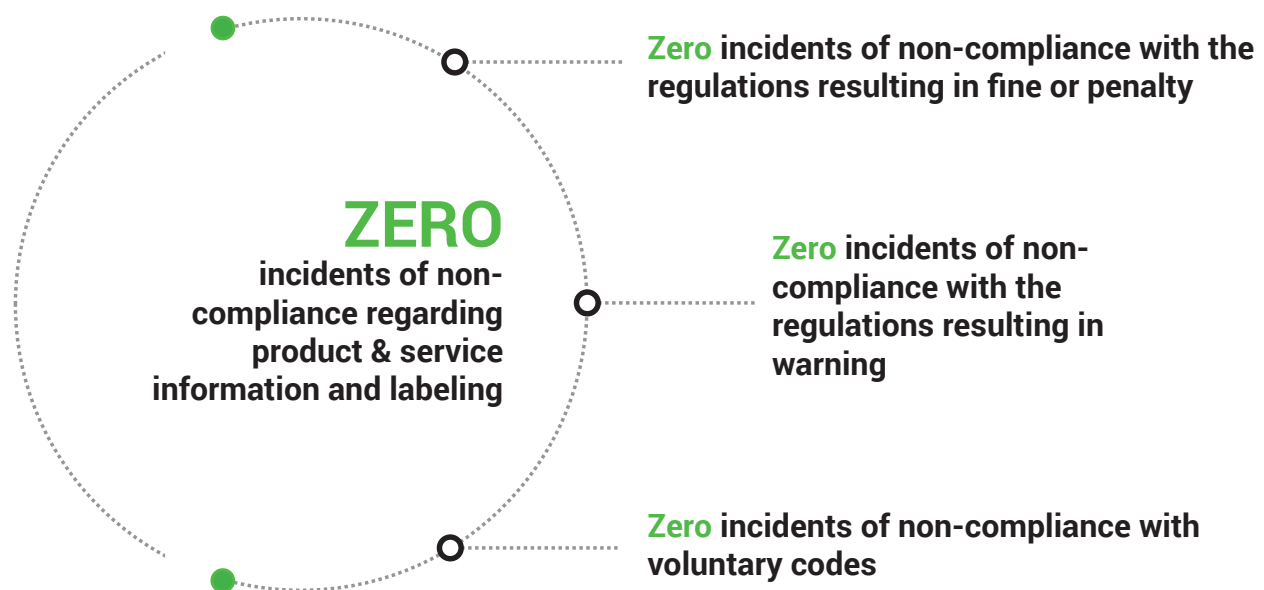 ZERO
incidents of non-
compliance regarding
product & service
information and labeling
Zero incidents of non-compliance with the
regulations resulting in fine or penalty
Zero incidents of non-
compliance with the
regulations resulting in
warning
Zero incidents of non-compliance with
voluntary codes